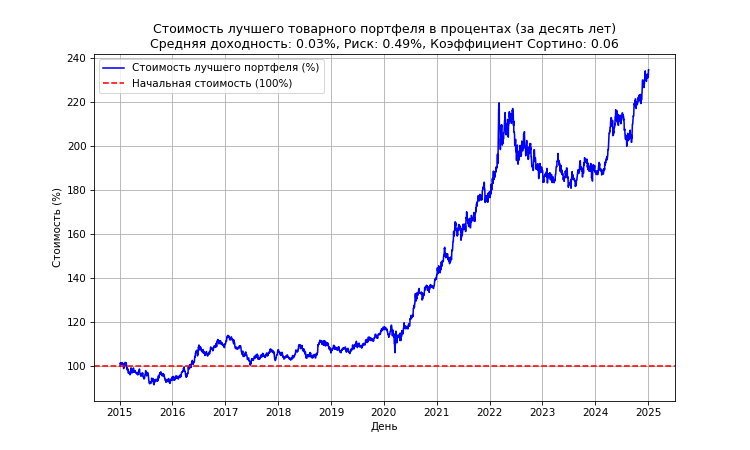 Стоимость лучшего товарного портфеля в процентах (за десять лет)
Средняя доходность: 0.03%, Риск: 0.49%, Коэффициент Сортино: 0.06
Стоимость лучшего портфеля (%)
Начальная стоимость (100%)
Стоимость (%)
240
220
200
180
160
140
120
100
2015 2016 2017 2018 2019 2020 2021 2022 2023 2024 2025
День